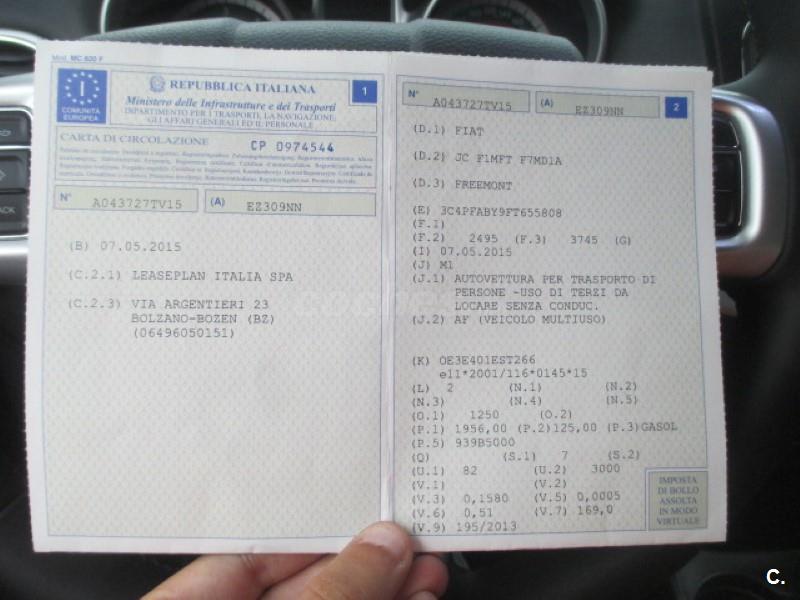 Mod. MC 820 F
I
COMUNITÀ
EUROPEA
REPUBBLICA ITALIANA
1
Ministero delle Infrastrutture e dei Trasporti
DIPARTIMENTO PER I TRASPORTI, LA NAVIGAZIONE,
GLI AFFARI GENERALI ED IL PERSONALE
CARTA DI CIRCOLAZIONE
CP 0974544
N° A043727TV15 (A) EZ309NN
(B) 07.05.2015
(C.2.1) LEASEPLAN ITALIA SPA
(C.2.3) VIA ARGENTIERI 23
BOLZANO-BOZEN (BZ)
(06496050151)
N° A043727TV15 (A) EZ309NN 2
(D.1) FIAT
(D.2) JC F1MFT F7MD1A
(D.3) FREEMONT
(E) 3C4PFABY9FT655808
(F.1)
(F.2) 2495 (F.3) 3745 (G)
(I) 07.05.2015
(J) M1
(J.1) AUTOVETTURA PER TRASPORTO DI
PERSONE -USO DI TERZI DA
LOCARE SENZA CONDUC.
(J.2) AF (VEICOLO MULTIUSO)
(K) OE3E401EST266
e11*2001/116*0145*15
(L) 2 (N.1) (N.2)
(N.3) (N.4) (N.5)
(O.1) 1250 (O.2)
(P.1) 1956,00 (P.2)125,00 (P.3)GASOL
(P.5) 939B5000
(Q) (S.1) 7 (S.2)
(U.1) 82 (U.2) 3000
(V.1) (V.2)
(V.3) 0,1580 (V.5) 0,0005
(V.6) 0,51 (V.7) 169,0
(V.9) 195/2013
IMPOSTA
DI BOLLO
ASSOLTA
IN MODO
VIRTUALE
C.